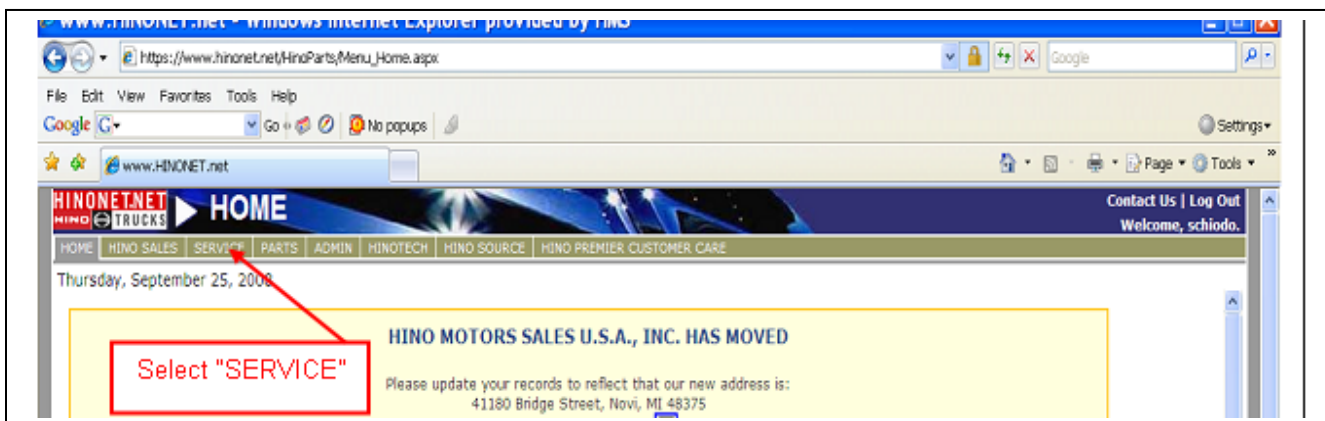 www.HINONET.net - Windows Internet Explorer provided by HMS
https://www.hinonet.net/HinoParts/Menu_Home.aspx
Google
File Edit View Favorites Tools Help
Google G Go No popups Settings
www.HINONET.net Page Tools »
HINONET.NET
HINO TRUCKS
HOME
Contact Us | Log Out
Welcome, schiodo.
HOME HINO SALES SERVICE PARTS ADMIN HINOTECH HINO SOURCE HINO PREMIER CUSTOMER CARE
Thursday, September 25, 2008
HINO MOTORS SALES U.S.A., INC. HAS MOVED
Select "SERVICE"
Please update your records to reflect that our new address is:
41180 Bridge Street, Novi, MI 48375